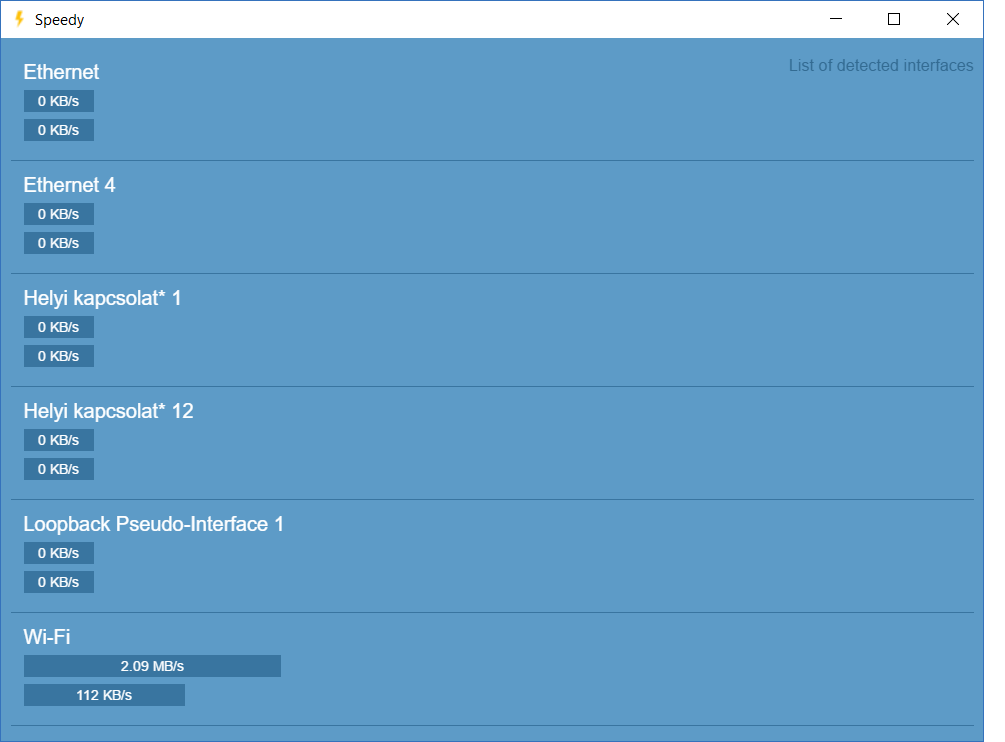 Speedy
List of detected interfaces
Ethernet
0 KB/s
0 KB/s
Ethernet 4
0 KB/s
0 KB/s
Helyi kapcsolat* 1
0 KB/s
0 KB/s
Helyi kapcsolat* 12
0 KB/s
0 KB/s
Loopback Pseudo-Interface 1
0 KB/s
0 KB/s
Wi-Fi
2.09 MB/s
112 KB/s